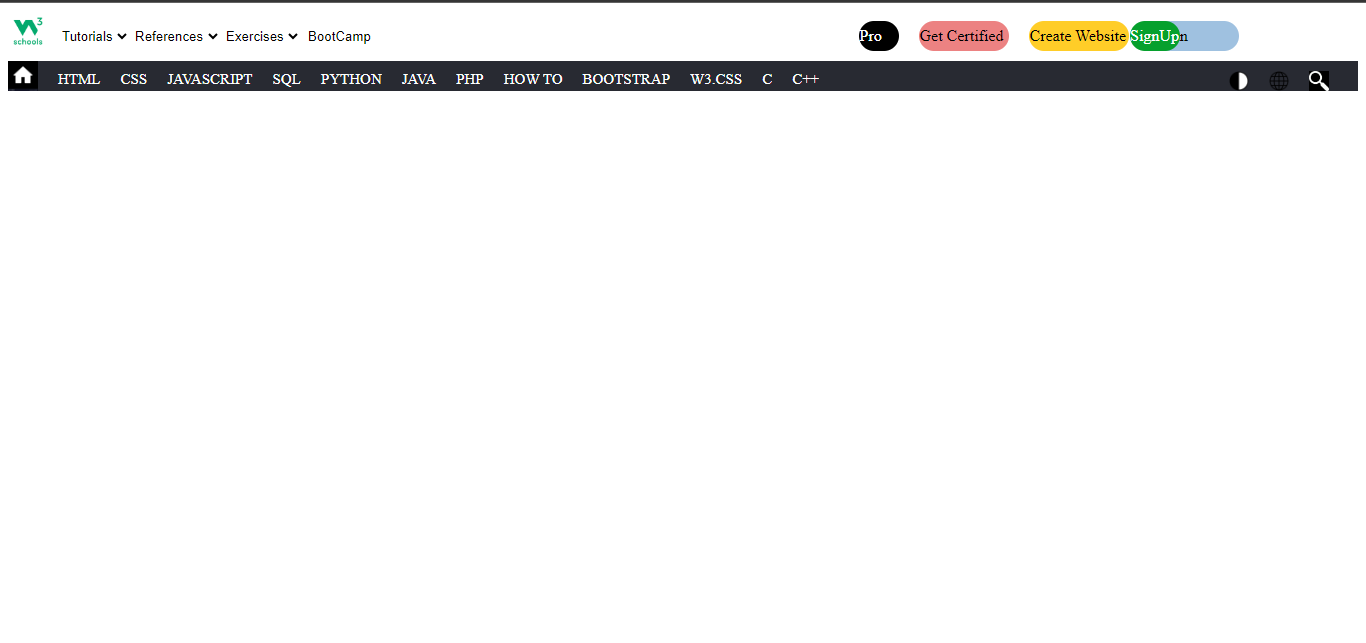 W3
schools
Tutorials References Exercises BootCamp Pro Get Certified Create Website SignUpn
HTML CSS JAVASCRIPT SQL PYTHON JAVA PHP HOW TO BOOTSTRAP W3.CSS C C++